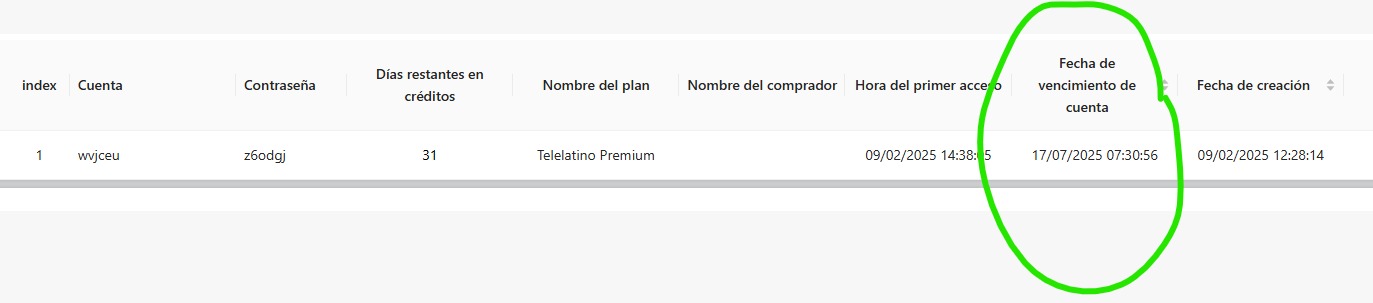 index Cuenta Contraseña Días restantes en créditos Nombre del plan Nombre del comprador Hora del primer acceso Fecha de vencimiento de cuenta Fecha de creación
1 wvjceu z6odgj 31 Telelatino Premium 09/02/2025 14:38:05 17/07/2025 07:30:56 09/02/2025 12:28:14